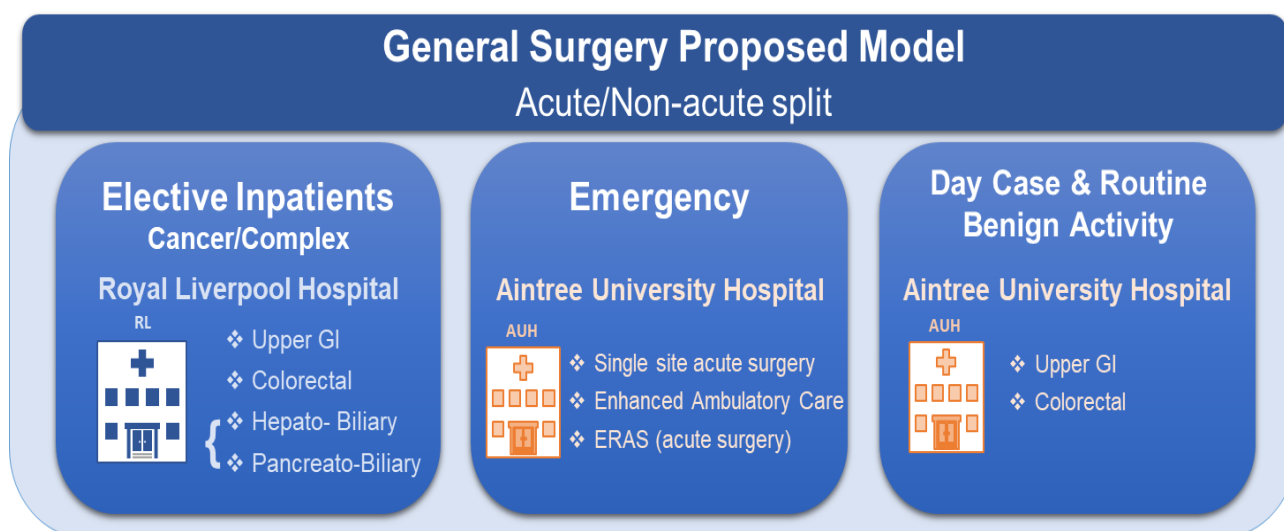 General Surgery Proposed Model
Acute/Non-acute split
Elective Inpatients
Cancer/Complex
Royal Liverpool Hospital
RL
❖ Upper GI
❖ Colorectal
{ ❖ Hepato- Biliary
❖ Pancreato-Biliary
Emergency
Aintree University Hospital
AUH
❖ Single site acute surgery
❖ Enhanced Ambulatory Care
❖ ERAS (acute surgery)
Day Case & Routine
Benign Activity
Aintree University Hospital
AUH
❖ Upper GI
❖ Colorectal